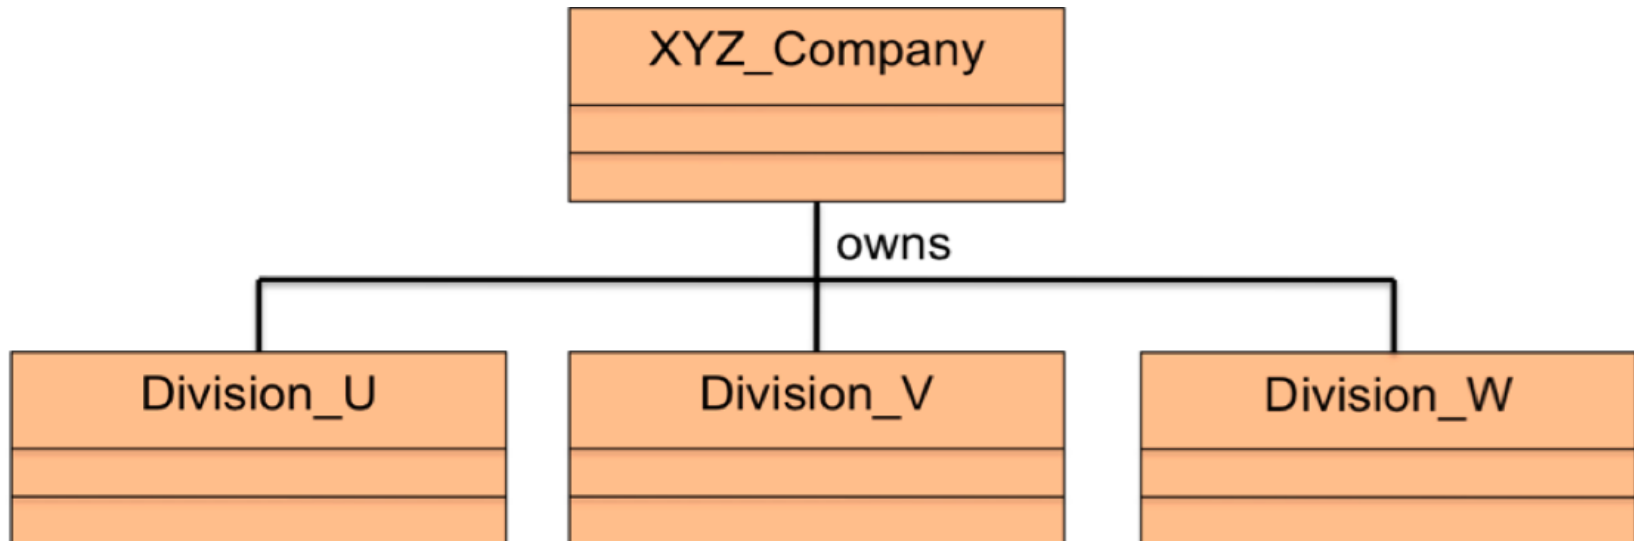 XYZ_Company
owns
Division_U
Division_V
Division_W